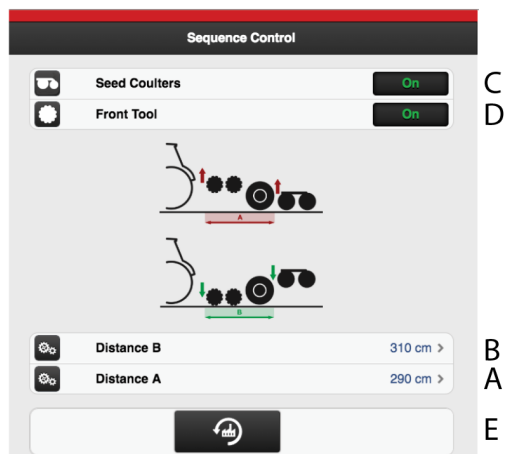 Sequence Control
Seed Coulters On C
Front Tool On D
A
B
Distance B 310 cm > B
Distance A 290 cm > A
E